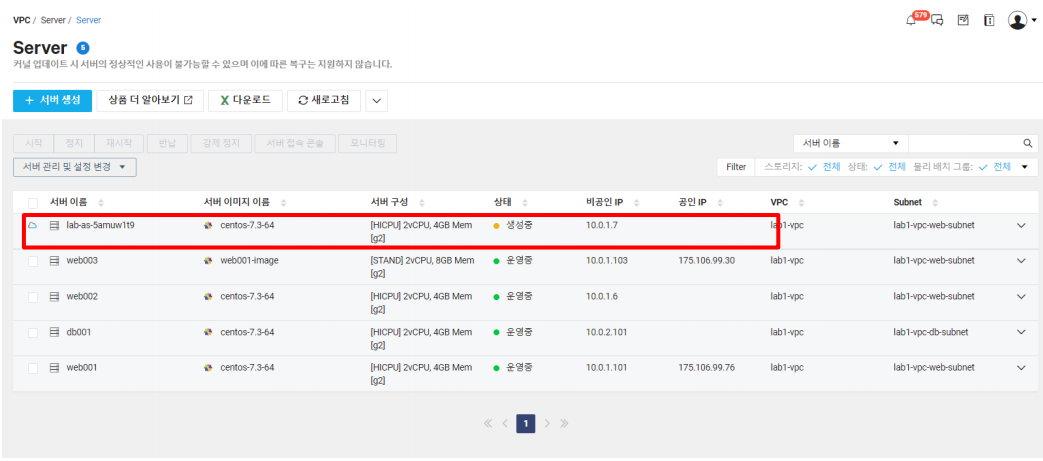 VPC / Server / Server
579
Server 5
커널 업데이트 시 서버의 정상적인 사용이 불가능할 수 있으며 이에 따른 복구는 지원하지 않습니다.
+ 서버 생성 상품 더 알아보기 X 다운로드 새로고침
시작 정지 재시작 반납 강제 정지 서버 접속 콘솔 모니터링 서버 이름
서버 관리 및 설정 변경 Filter 스토리지: 전체 상태: 전체 물리 배치 그룹: 전체
서버 이름 서버 이미지 이름 서버 구성 상태 비공인 IP 공인 IP VPC Subnet
lab-as-5amuw1t9 centos-7.3-64 [HICPU] 2vCPU, 4GB Mem 생성중 10.0.1.7 lab1-vpc lab1-vpc-web-subnet
[g2]
web003 web001-image [STAND] 2vCPU, 8GB Mem 운영중 10.0.1.103 175.106.99.30 lab1-vpc lab1-vpc-web-subnet
[g2]
web002 centos-7.3-64 [HICPU] 2vCPU, 4GB Mem 운영중 10.0.1.6 lab1-vpc lab1-vpc-web-subnet
[g2]
db001 centos-7.3-64 [HICPU] 2vCPU, 4GB Mem 운영중 10.0.2.101 lab1-vpc lab1-vpc-db-subnet
[g2]
web001 centos-7.3-64 [HICPU] 2vCPU, 4GB Mem 운영중 10.0.1.101 175.106.99.76 lab1-vpc lab1-vpc-web-subnet
[g2]
1